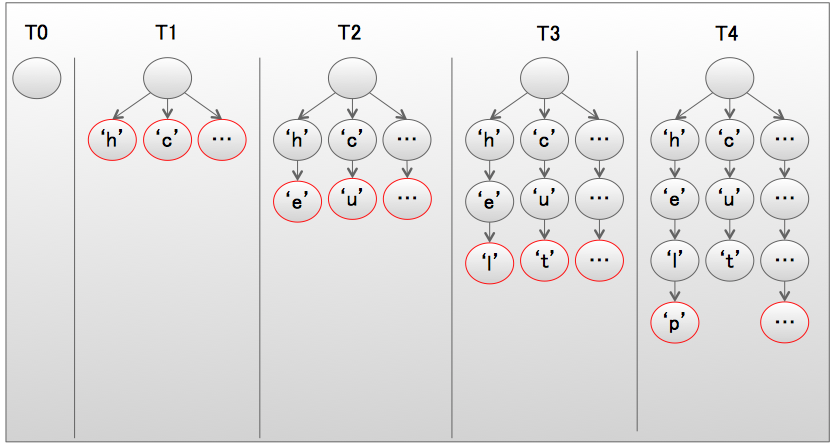 T0 T1 T2 T3 T4
‘h’ ‘c’ … ‘h’ ‘c’ … ‘h’ ‘c’ … ‘h’ ‘c’ …
‘e’ ‘u’ … ‘e’ ‘u’ … ‘e’ ‘u’ …
‘l’ ‘t’ … ‘l’ ‘t’ …
‘p’ …